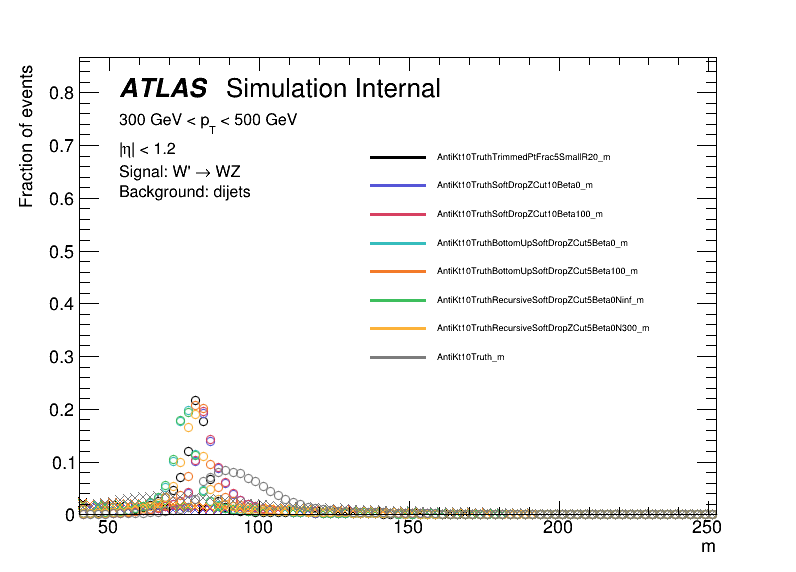 Fraction of events
0.8
0.7
0.6
0.5
0.4
0.3
0.2
0.1
0
ATLAS Simulation Internal
300 GeV < pT < 500 GeV
|η| < 1.2
Signal: W' → WZ
Background: dijets
AntiKt10TruthTrimmedPtFrac5SmallR20_m
AntiKt10TruthSoftDropZCut10Beta0_m
AntiKt10TruthSoftDropZCut10Beta100_m
AntiKt10TruthBottomUpSoftDropZCut5Beta0_m
AntiKt10TruthBottomUpSoftDropZCut5Beta100_m
AntiKt10TruthRecursiveSoftDropZCut5Beta0Ninf_m
AntiKt10TruthRecursiveSoftDropZCut5Beta0N300_m
AntiKt10Truth_m
50 100 150 200 250
m